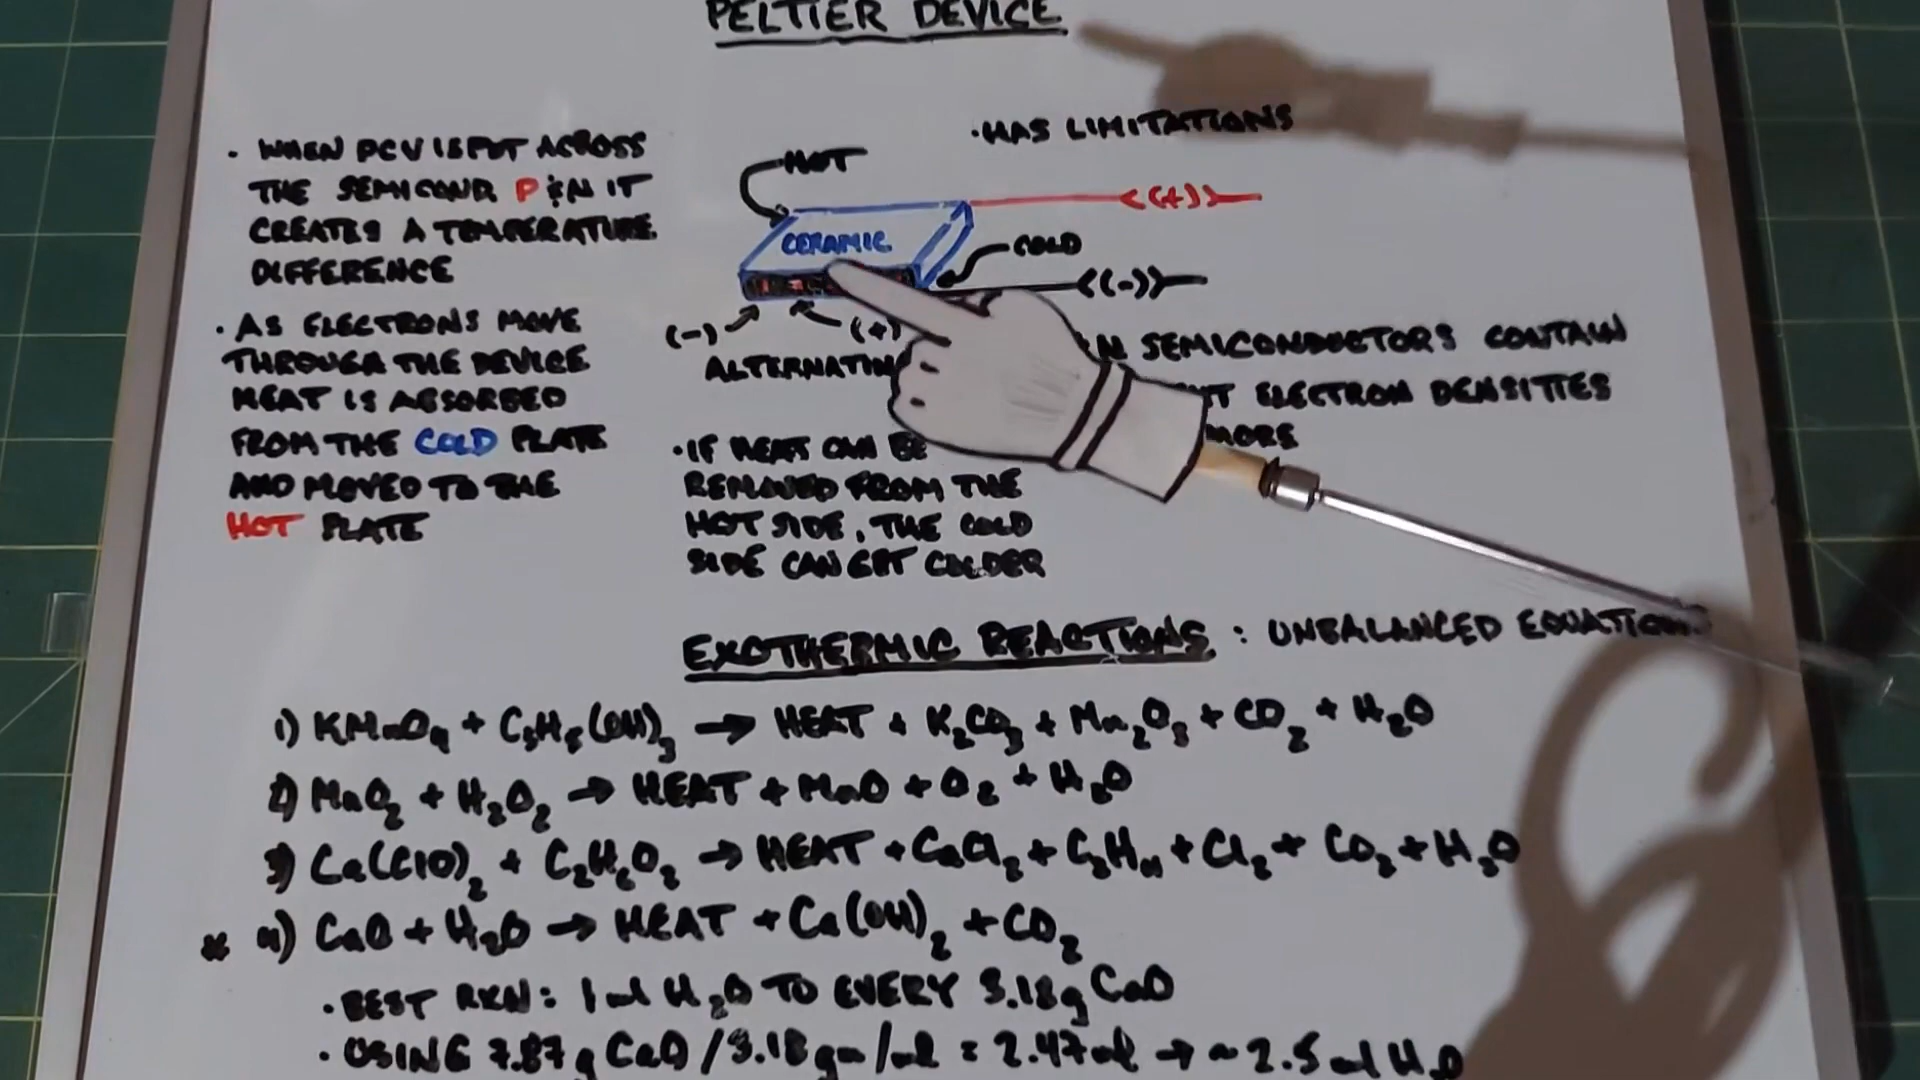 PELTIER DEVICE
• WHEN DCV IS PUT ACROSS
THE SEMICOND P & N IT
CREATES A TEMPERATURE
DIFFERENCE
• AS ELECTRONS MOVE
THROUGH THE DEVICE
HEAT IS ABSORBED
FROM THE COLD PLATE
AND MOVED TO THE
HOT PLATE
HOT
CERAMIC
COLD
(+)
(-)
(-)
(+)
ALTERNATIN
• IF HEAT CAN BE
REMOVED FROM THE
HOT SIDE, THE COLD
SIDE CAN GET COLDER
• HAS LIMITATIONS
N SEMICONDUCTORS CONTAIN
ELECTRON DENSITIES
MORE
EXOTHERMIC REACTIONS : UNBALANCED EQUATIONS
1) KMnO4 + C3H5(OH)3 → HEAT + K2CO3 + Mn2O3 + CO2 + H2O
2) MnO2 + H2O2 → HEAT + MnO + O2 + H2O
3) Ca(ClO)2 + C2H6O2 → HEAT + CaCl2 + C2H4 + Cl2 + CO2 + H2O
* 4) CaO + H2O → HEAT + Ca(OH)2 + CO2
• BEST RXN: 1 ml H2O TO EVERY 3.18g CaO
• USING 7.87g CaO / 3.18 gm/ml = 2.47ml → ~ 2.5 ml H2O